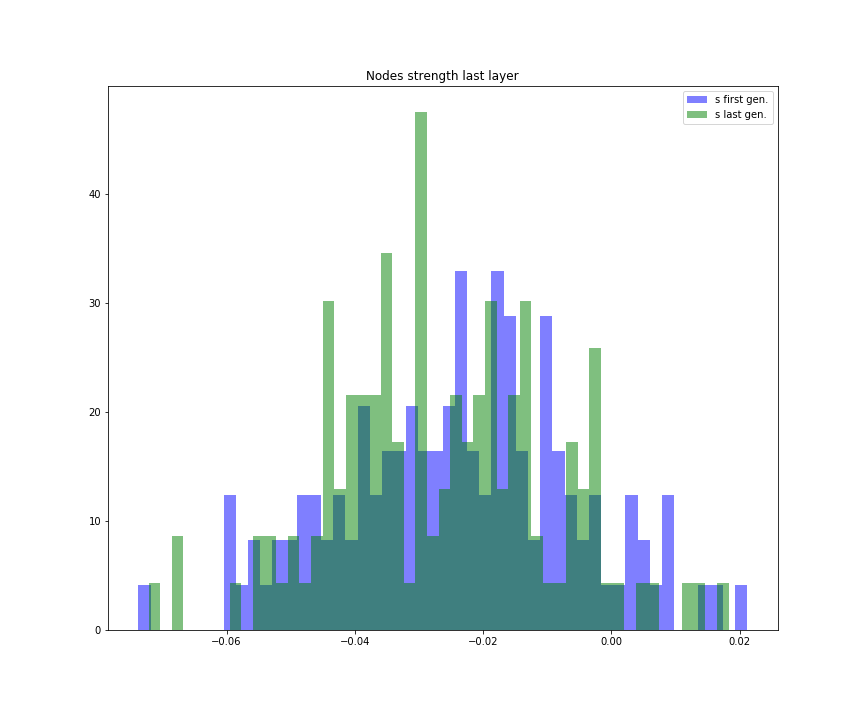 Nodes strength last layer
s first gen.
s last gen.
40
30
20
10
0
−0.06 −0.04 −0.02 0.00 0.02